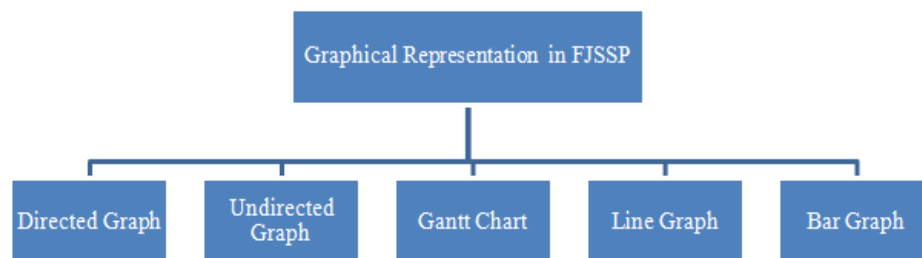 Graphical Representation in FJSSP
Directed Graph
Undirected
Graph
Gantt Chart
Line Graph
Bar Graph